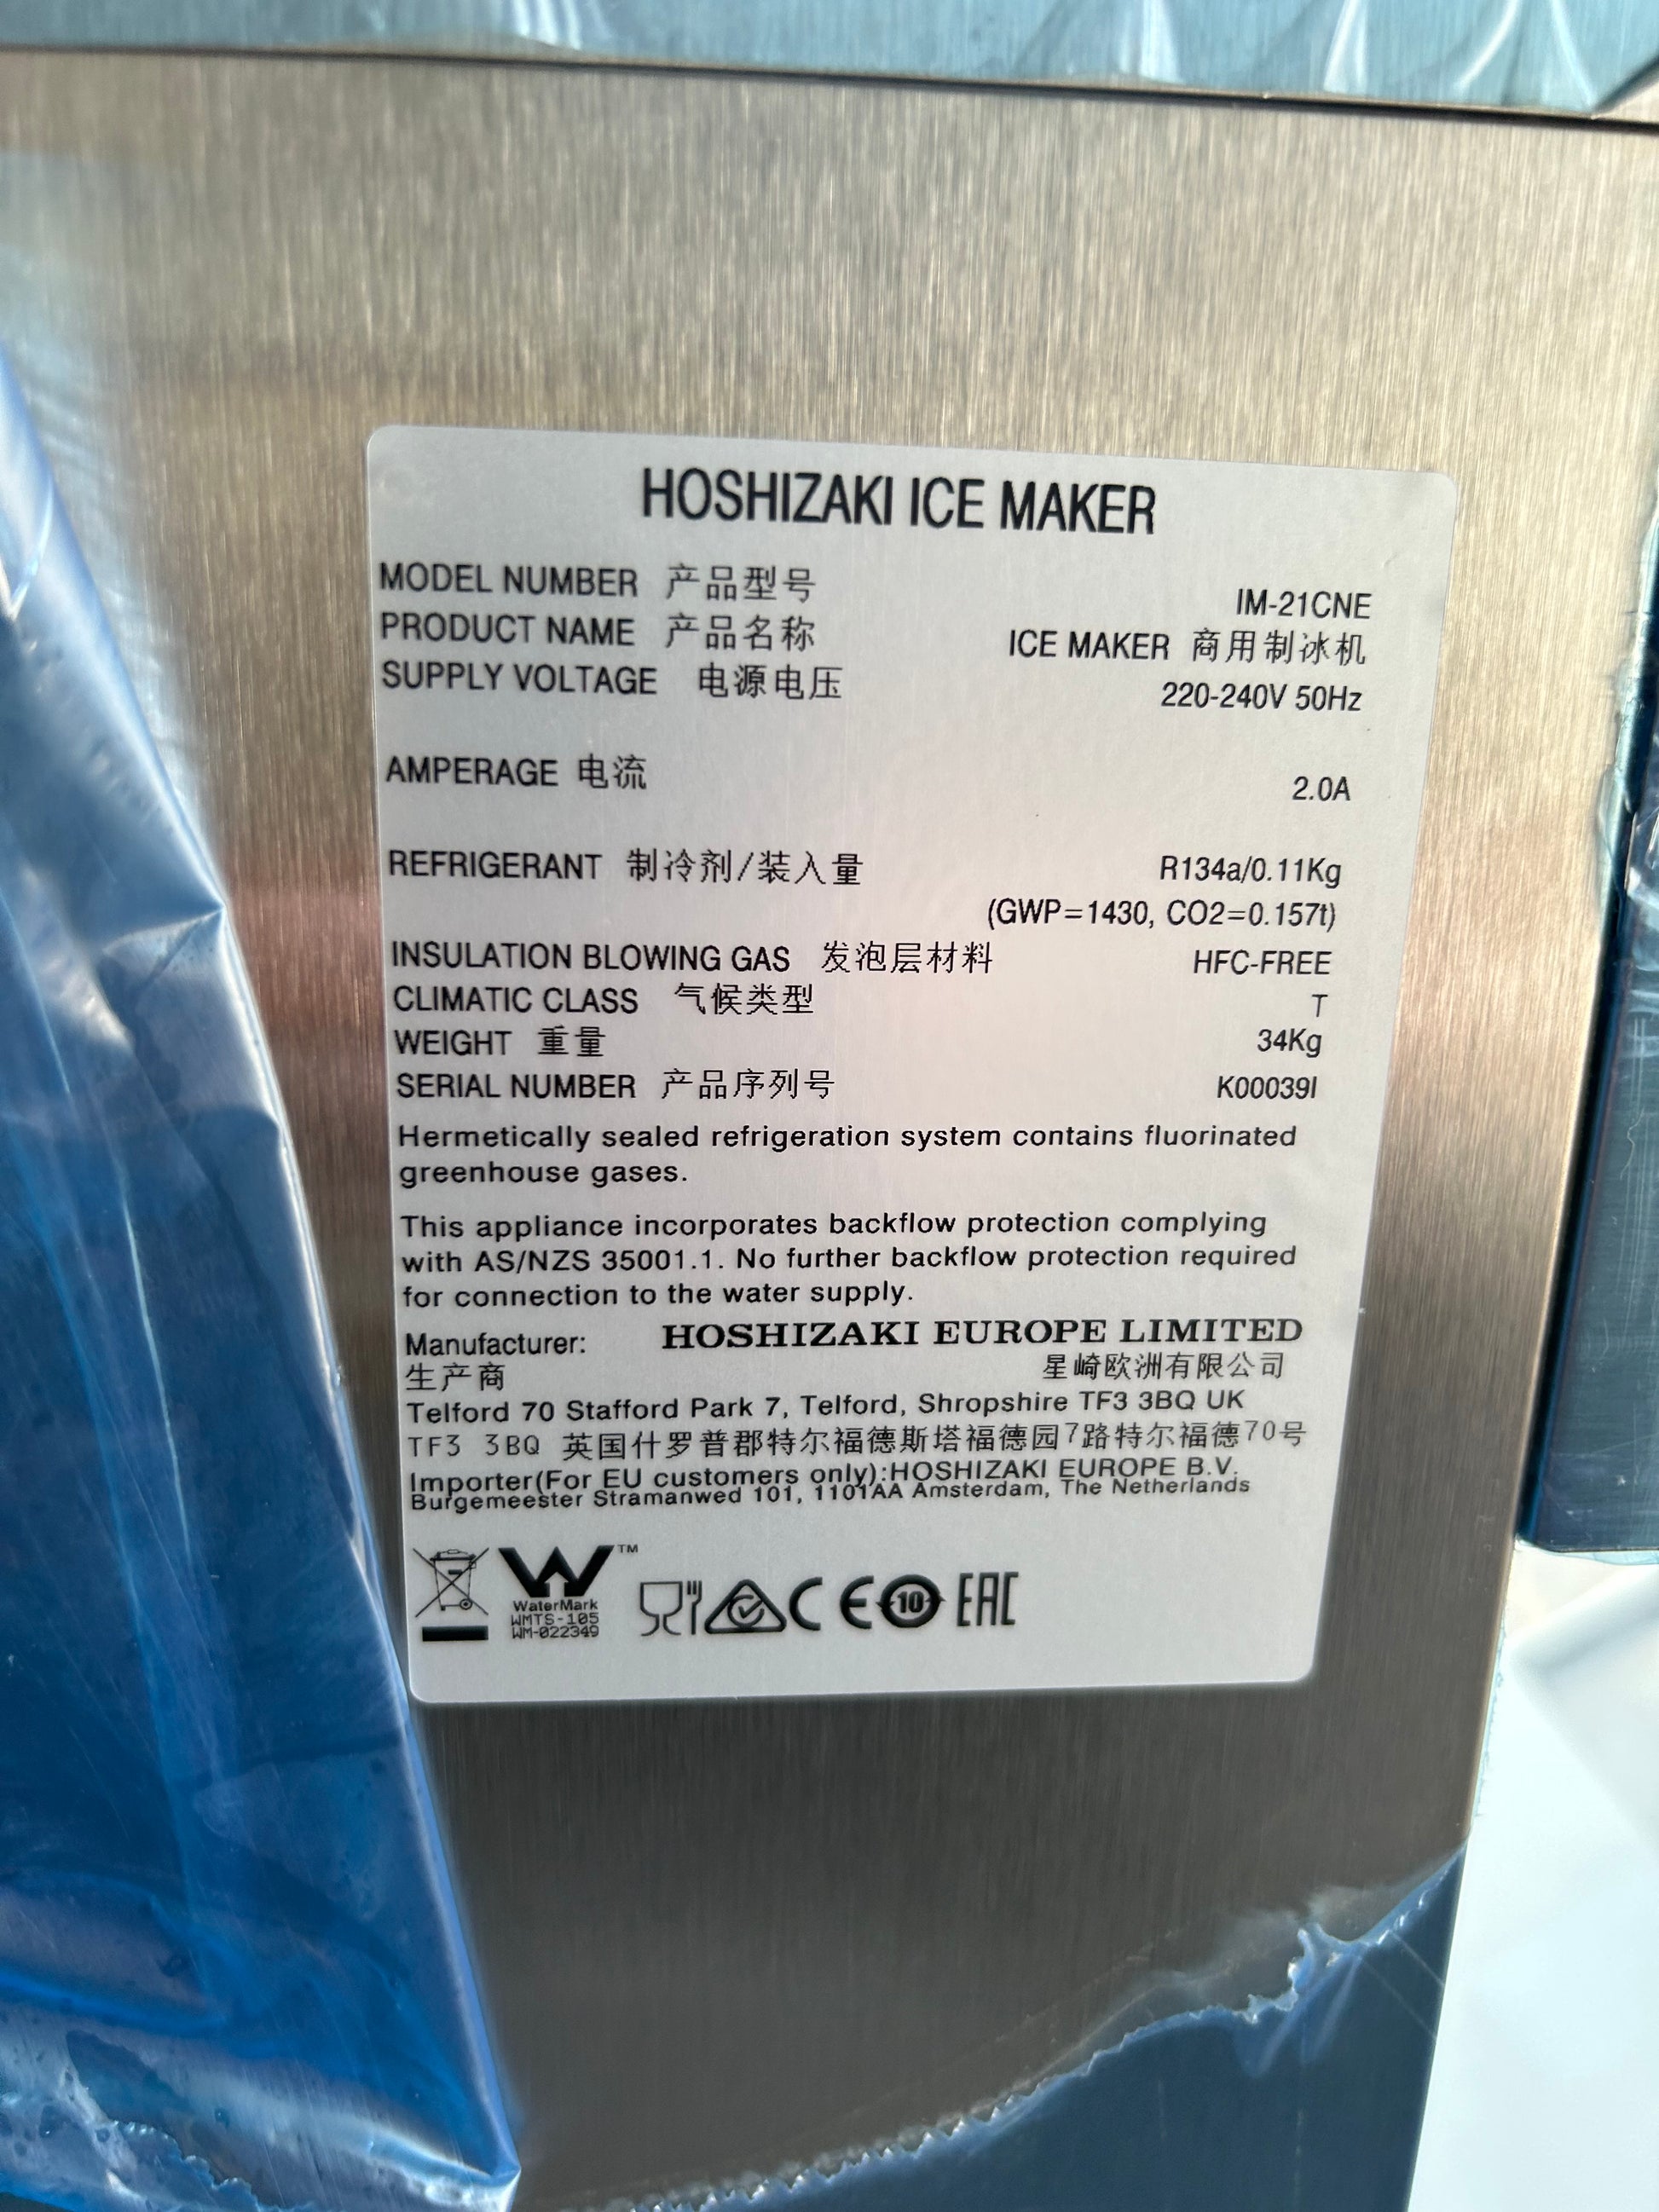 HOSHIZAKI ICE MAKER
MODEL NUMBER 产品型号 IM-21CNE
PRODUCT NAME 产品名称 ICE MAKER 商用制冰机
SUPPLY VOLTAGE 电源电压 220-240V 50Hz
AMPERAGE 电流 2.0A
REFRIGERANT 制冷剂/装入量 R134a/0.11Kg
(GWP=1430, CO2=0.157t)
INSULATION BLOWING GAS 发泡层材料 HFC-FREE
CLIMATIC CLASS 气候类型 T
WEIGHT 重量 34Kg
SERIAL NUMBER 产品序列号 K00039I
Hermetically sealed refrigeration system contains fluorinated
greenhouse gases.
This appliance incorporates backflow protection complying
with AS/NZS 35001.1. No further backflow protection required
for connection to the water supply.
Manufacturer: HOSHIZAKI EUROPE LIMITED
生产商 星崎欧洲有限公司
Telford 70 Stafford Park 7, Telford, Shropshire TF3 3BQ UK
TF3 3BQ 英国什罗普郡特尔福德斯塔福德园7路特尔福德70号
Importer(For EU customers only):HOSHIZAKI EUROPE B.V.
Burgemeester Stramanwed 101, 1101AA Amsterdam, The Netherlands
W™
WaterMark
WMTS-105
WM-022349
CE 10 EAC